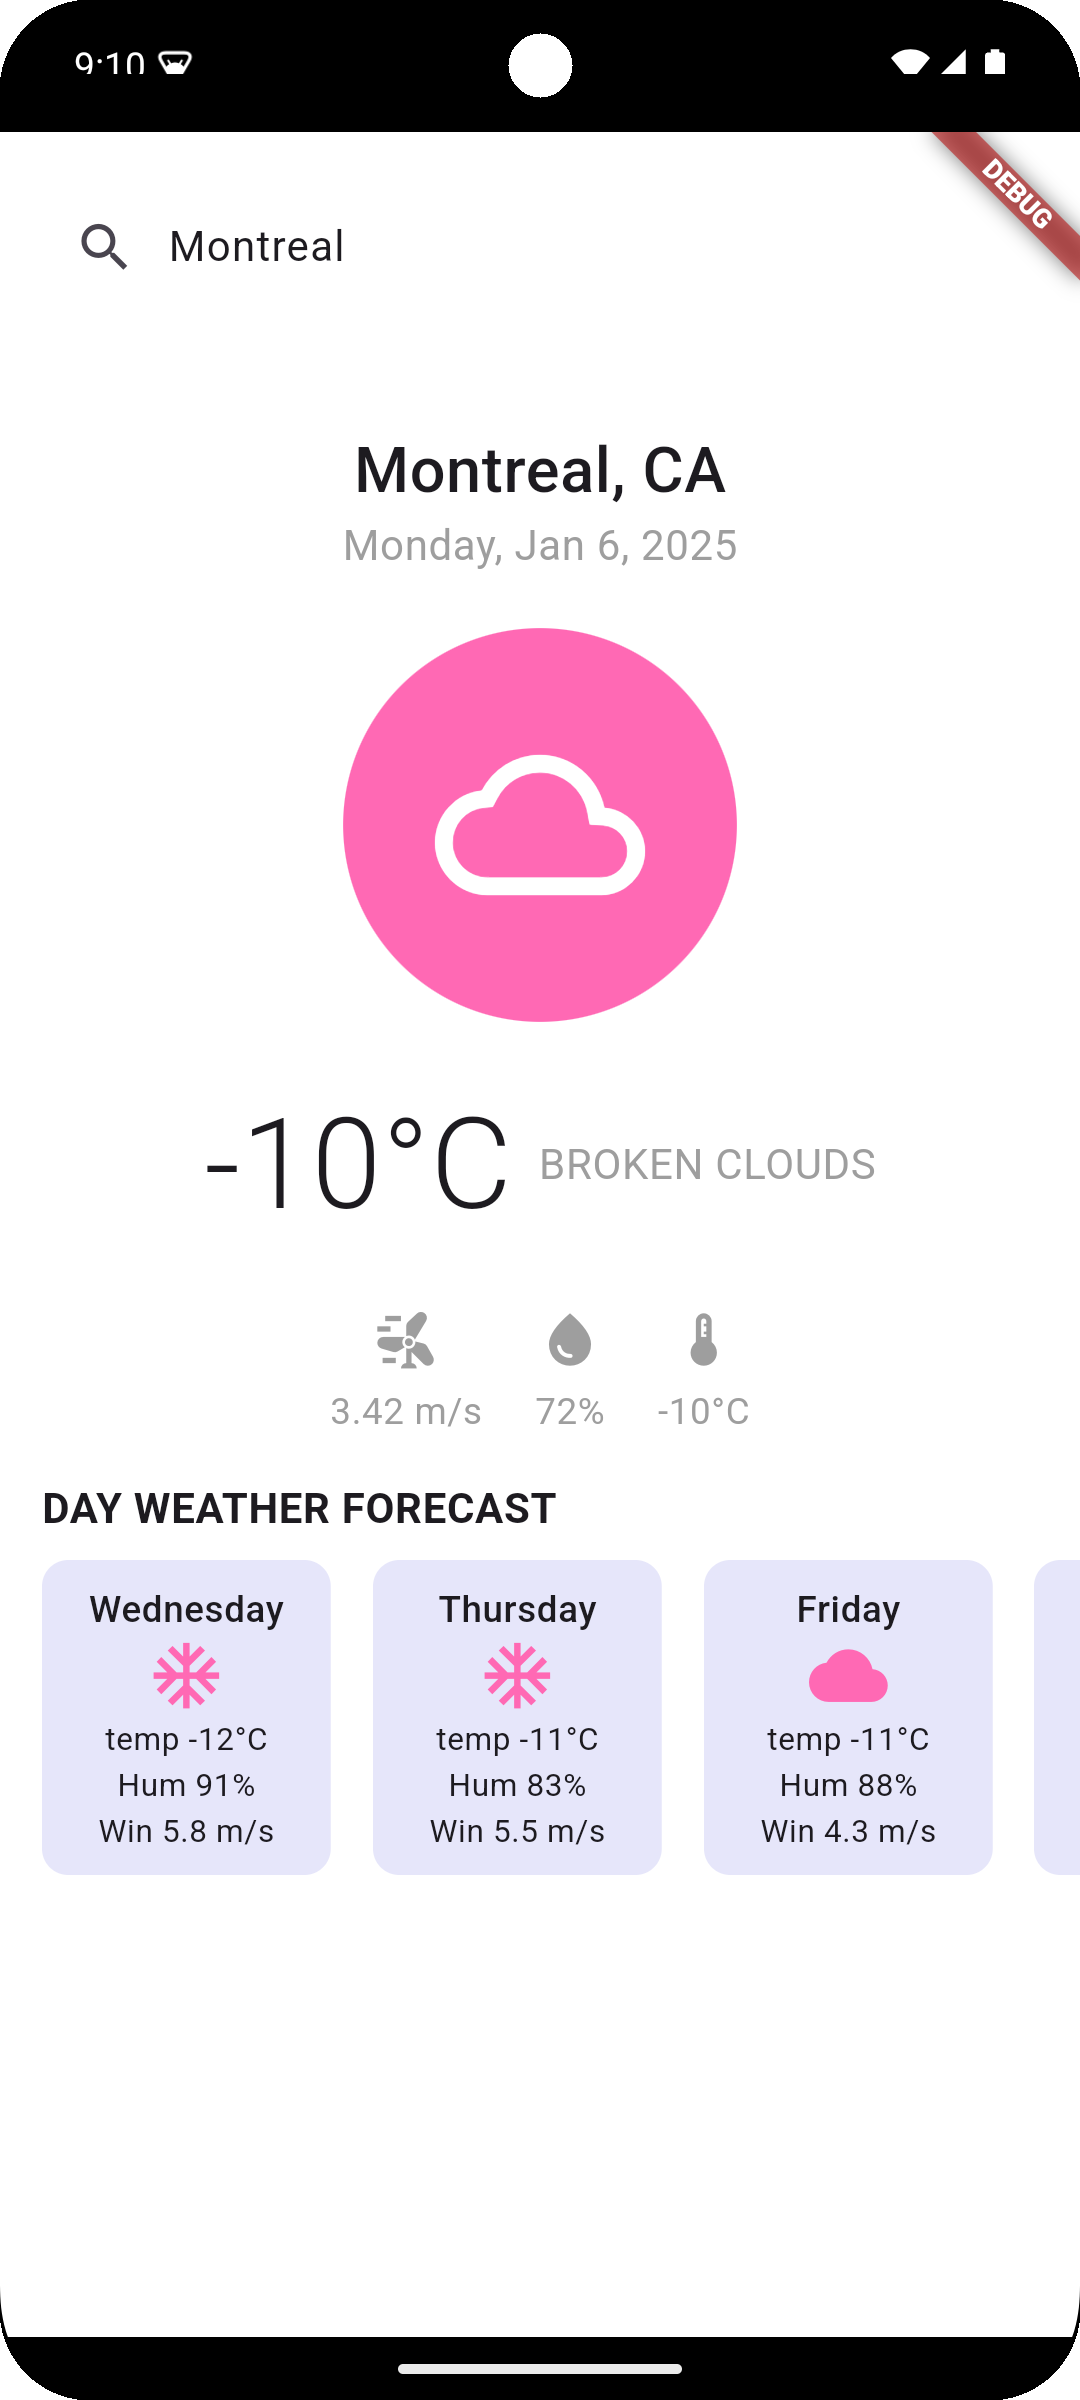 9:10
DEBUG
Montreal
Montreal, CA
Monday, Jan 6, 2025
-10°C BROKEN CLOUDS
3.42 m/s 72% -10°C
DAY WEATHER FORECAST
Wednesday
temp -12°C
Hum 91%
Win 5.8 m/s
Thursday
temp -11°C
Hum 83%
Win 5.5 m/s
Friday
temp -11°C
Hum 88%
Win 4.3 m/s